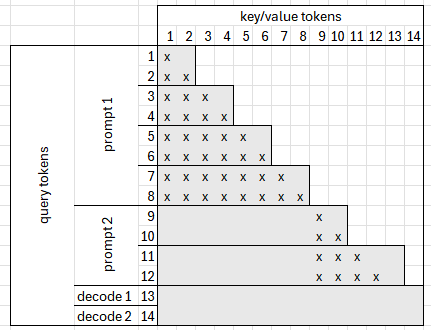 key/value tokens
1 2 3 4 5 6 7 8 9 10 11 12 13 14
query tokens
prompt 1
1 x
2 x x
3 x x x
4 x x x x
5 x x x x x
6 x x x x x x
7 x x x x x x x
8 x x x x x x x x
prompt 2
9 x
10 x x
11 x x x
12 x x x x
decode 1 13
decode 2 14